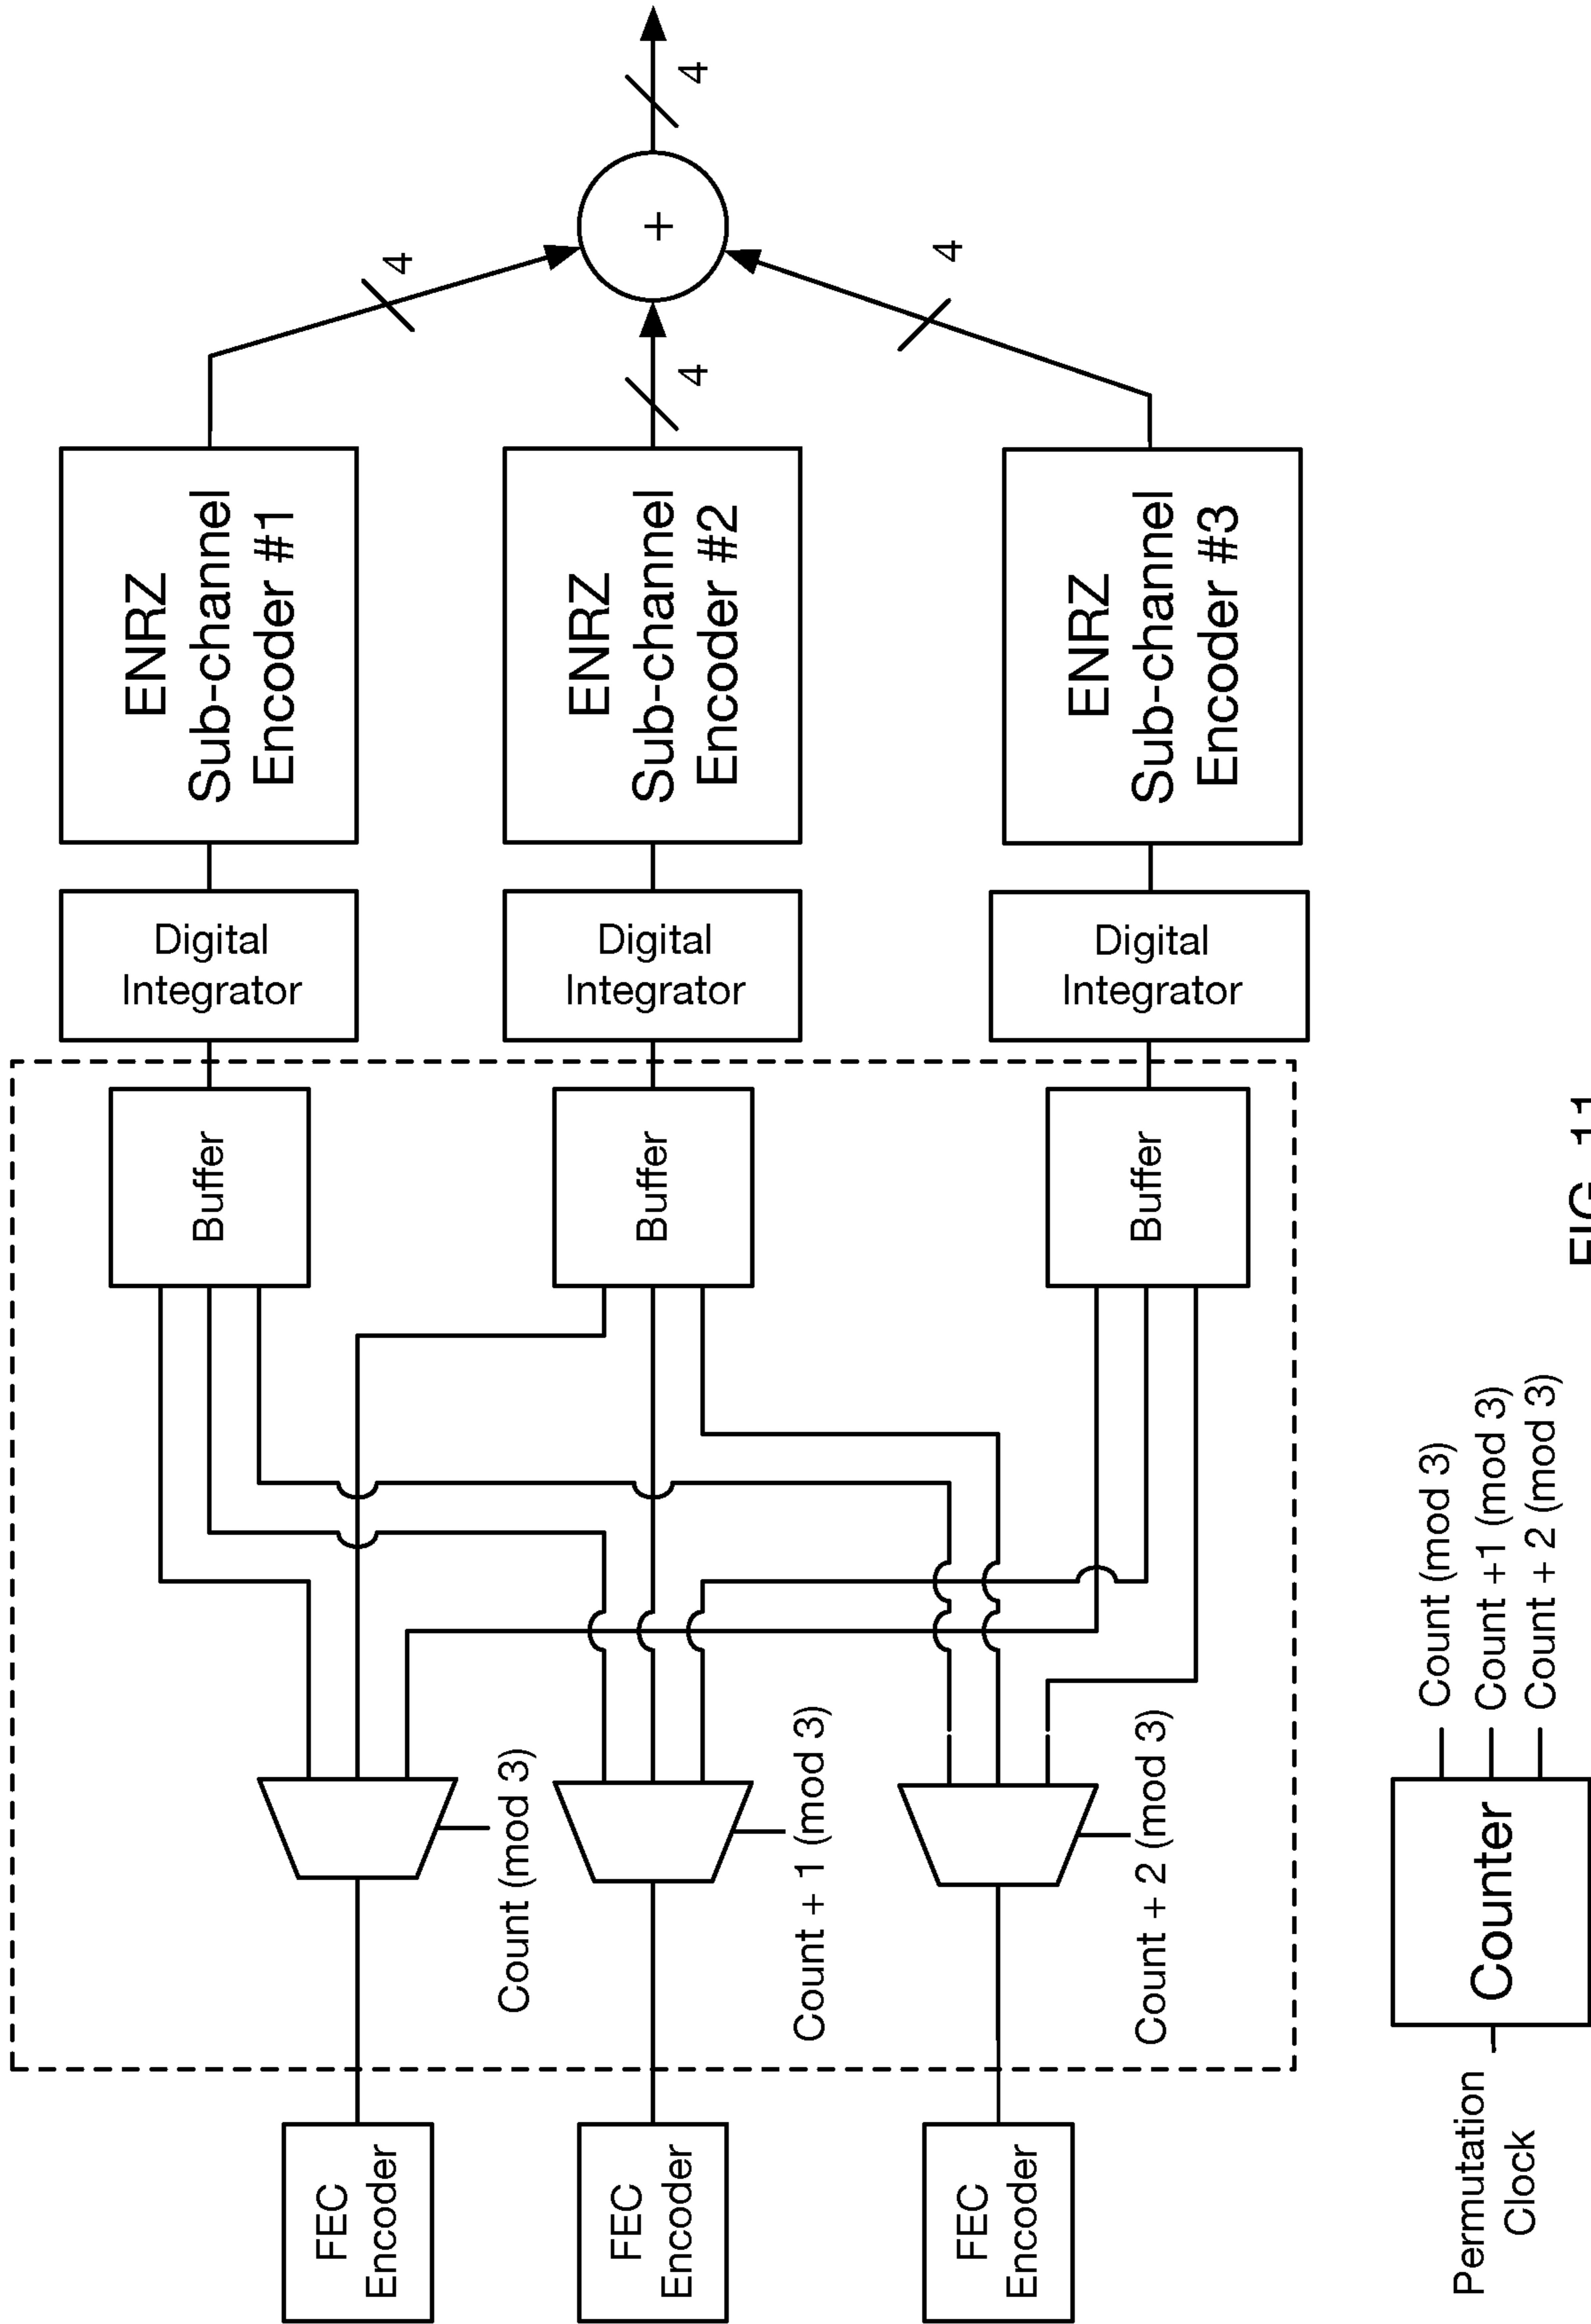 FEC
Encoder
FEC
Encoder
FEC
Encoder
Count (mod 3)
Count + 1 (mod 3)
Count + 2 (mod 3)
Buffer
Buffer
Buffer
Digital
Integrator
Digital
Integrator
Digital
Integrator
ENRZ
Sub-channel
Encoder #1
ENRZ
Sub-channel
Encoder #2
ENRZ
Sub-channel
Encoder #3
4
4
4
+
4
Permutation
Clock
Counter
Count (mod 3)
Count +1 (mod 3)
Count + 2 (mod 3)
FIG. 11